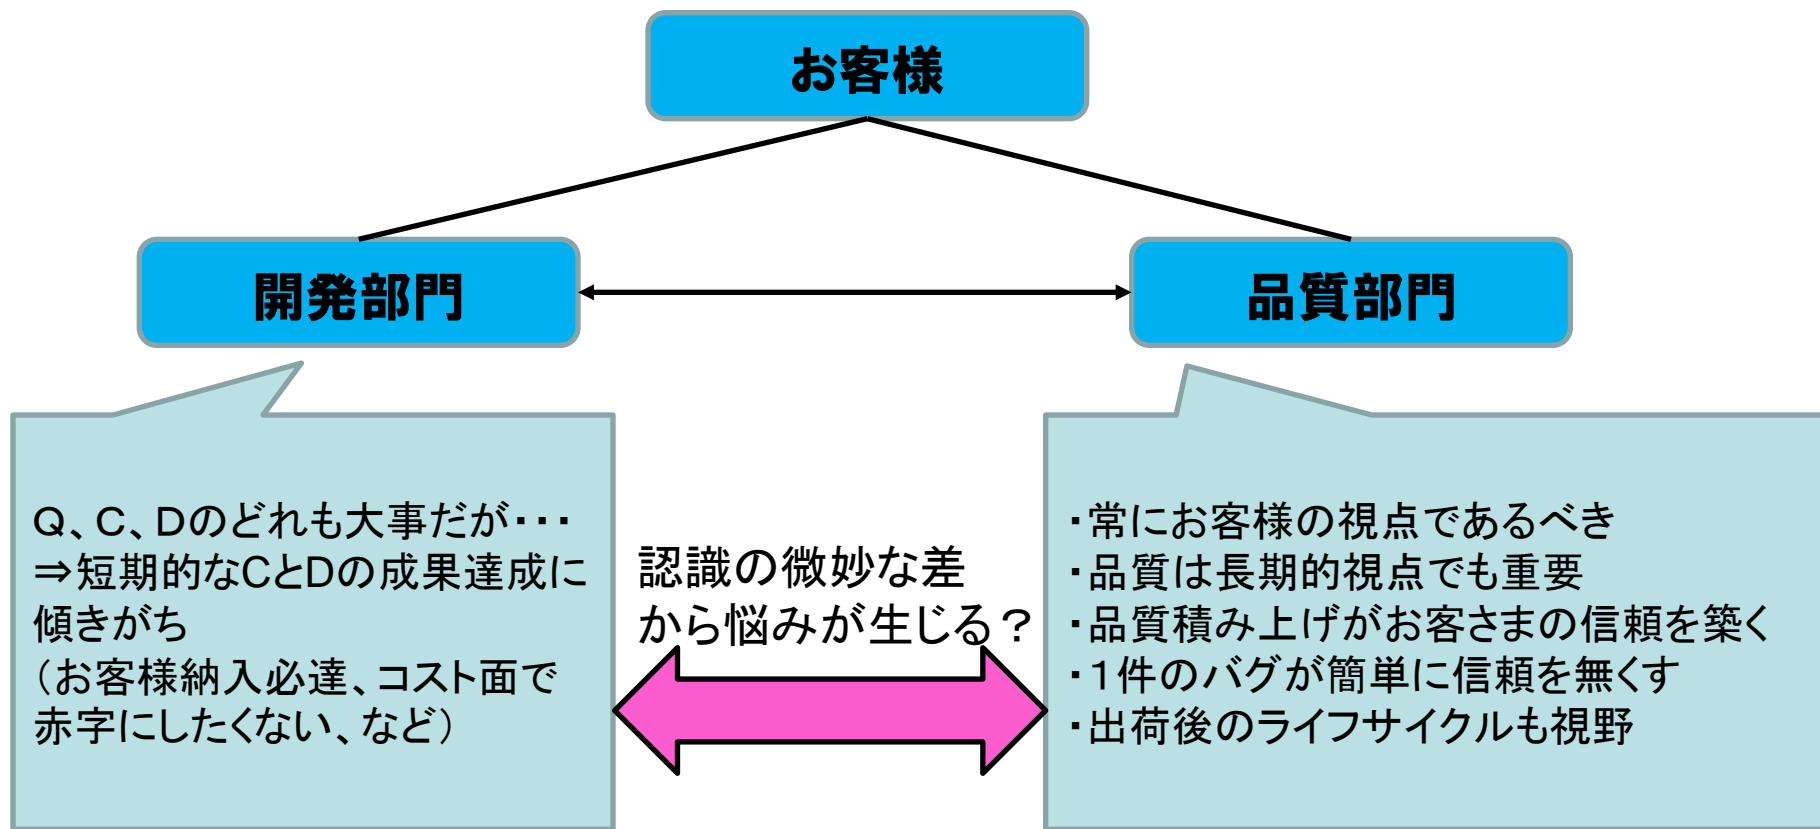 お客様
開発部門
品質部門
Q、C、Dのどれも大事だが・・・
⇒短期的なCとDの成果達成に
傾きがち
（お客様納入必達、コスト面で
赤字にしたくない、など）
認識の微妙な差
から悩みが生じる？
・常にお客様の視点であるべき
・品質は長期的視点でも重要
・品質積み上げがお客さまの信頼を築く
・１件のバグが簡単に信頼を無くす
・出荷後のライフサイクルも視野